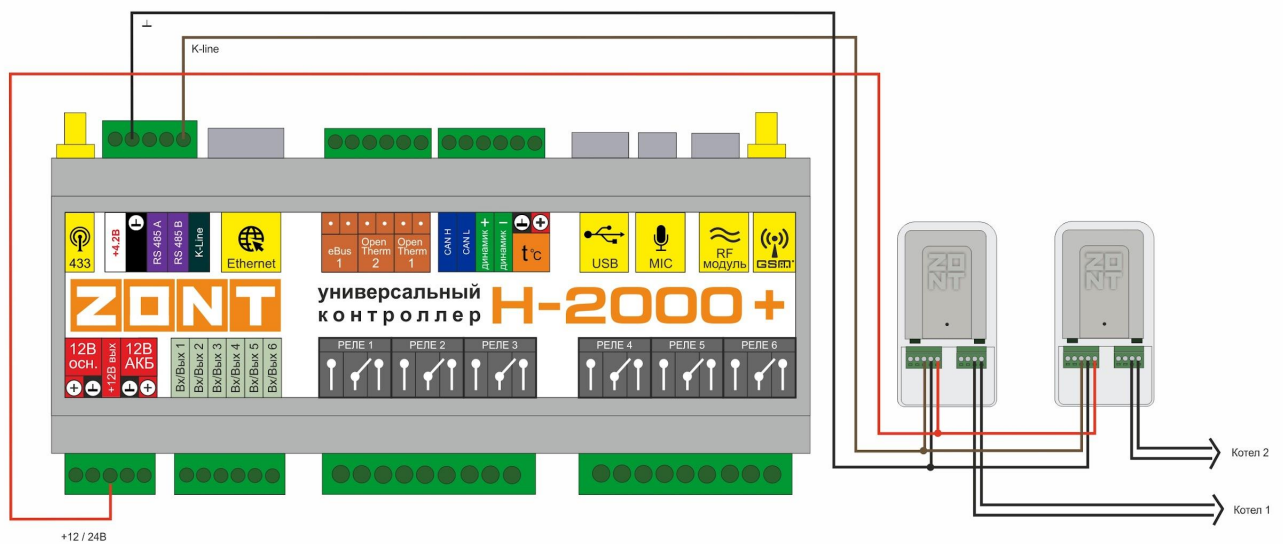 ⊥
K-line
433
+4.2В
⊥
RS 485 A
RS 485 B
K-Line
Ethernet
eBus 1
Open Therm 2
Open Therm 1
CAN H
CAN L
динамик +
динамик –
⊥
+
t°C
USB
MIC
RF модуль
GSM
ZONT
универсальный
контроллер
H-2000+
12В осн.
+12В вых
12В АКБ
+
⊥
⊥
+
Вх/Вых 1
Вх/Вых 2
Вх/Вых 3
Вх/Вых 4
Вх/Вых 5
Вх/Вых 6
РЕЛЕ 1
РЕЛЕ 2
РЕЛЕ 3
РЕЛЕ 4
РЕЛЕ 5
РЕЛЕ 6
ZONT
ZONT
Котел 2
Котел 1
+12 / 24В